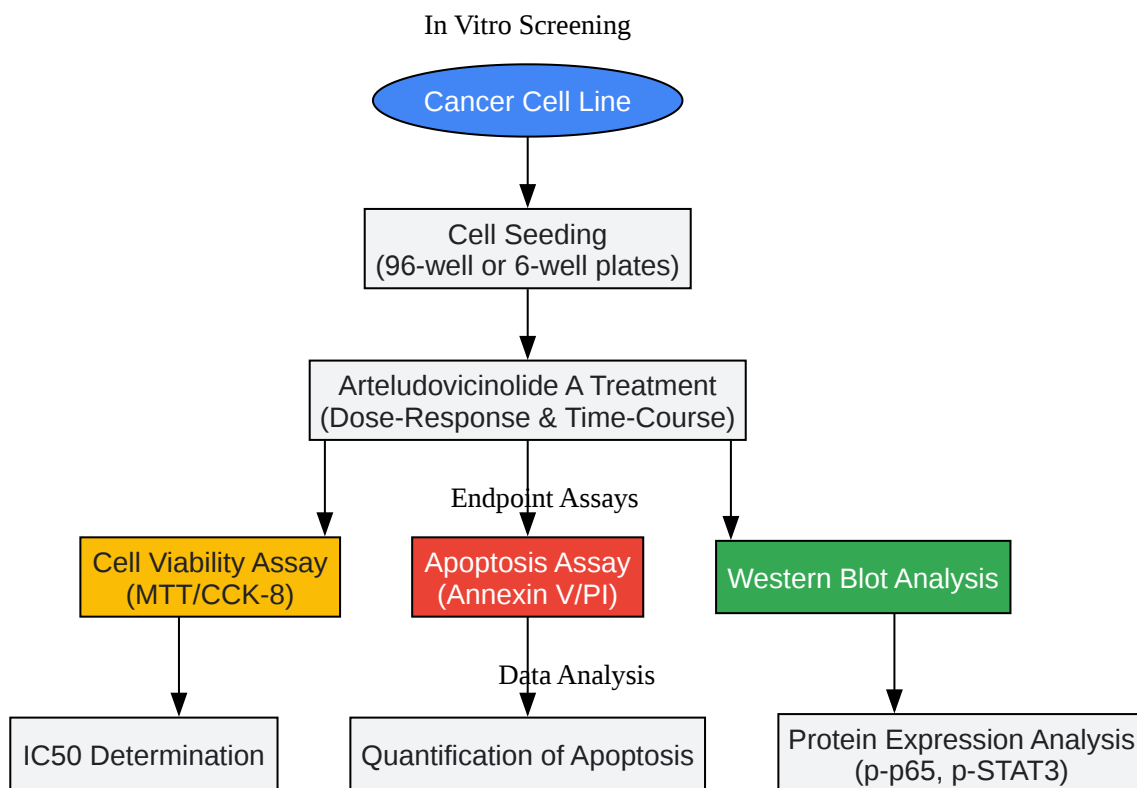 In Vitro Screening
Cancer Cell Line
Cell Seeding
(96-well or 6-well plates)
Arteludovicinolide A Treatment
(Dose-Response & Time-Course)
Endpoint Assays
Cell Viability Assay
(MTT/CCK-8)
Apoptosis Assay
(Annexin V/PI)
Western Blot Analysis
Data Analysis
IC50 Determination
Quantification of Apoptosis
Protein Expression Analysis
(p-p65, p-STAT3)